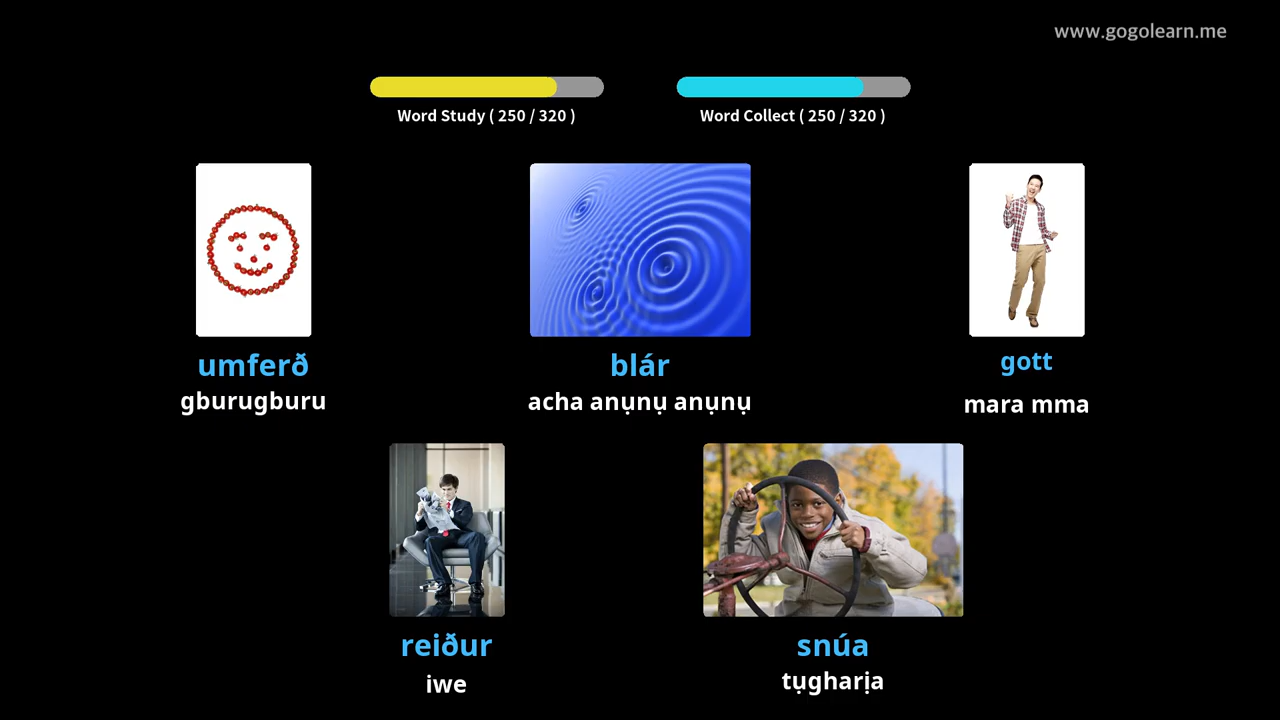 www.gogolearn.me
Word Study ( 250 / 320 )
Word Collect ( 250 / 320 )
umferð
gburugburu
blár
acha anụnụ anụnụ
gott
mara mma
reiður
iwe
snúa
tụgharịa